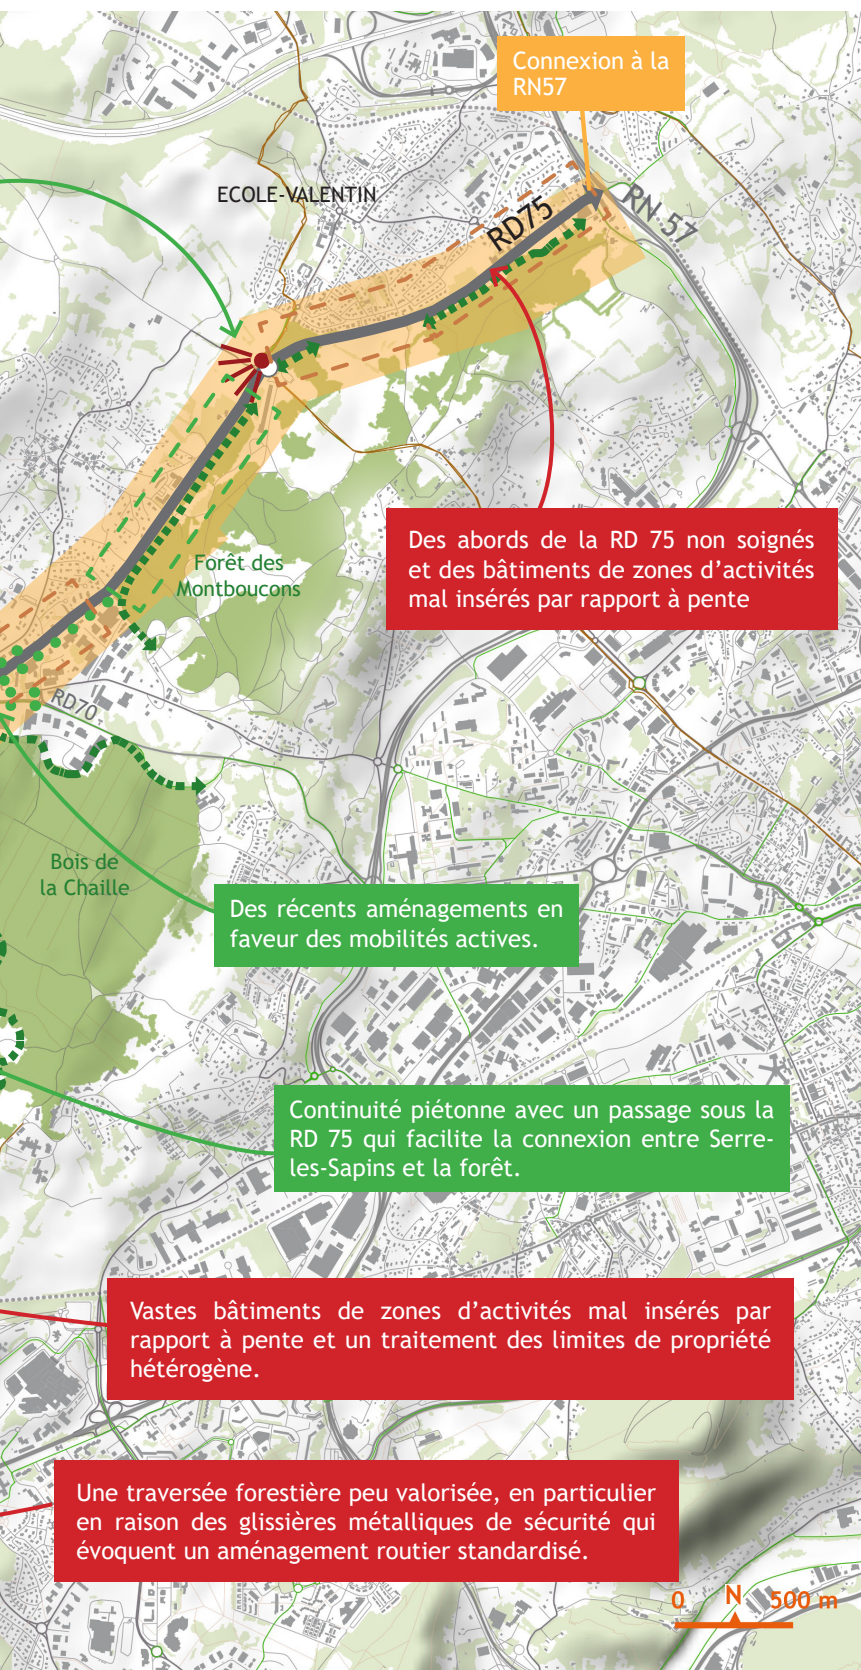 Connexion à la
RN57
ECOLE-VALENTIN
RD75
RN 57
Des abords de la RD 75 non soignés
et des bâtiments de zones d’activités
mal insérés par rapport à pente
Forêt des
Montboucons
RD70
Bois de
la Chaille
Des récents aménagements en
faveur des mobilités actives.
Continuité piétonne avec un passage sous la
RD 75 qui facilite la connexion entre Serre-
les-Sapins et la forêt.
Vastes bâtiments de zones d’activités mal insérés par
rapport à pente et un traitement des limites de propriété
hétérogène.
Une traversée forestière peu valorisée, en particulier
en raison des glissières métalliques de sécurité qui
évoquent un aménagement routier standardisé.
0 N 500 m